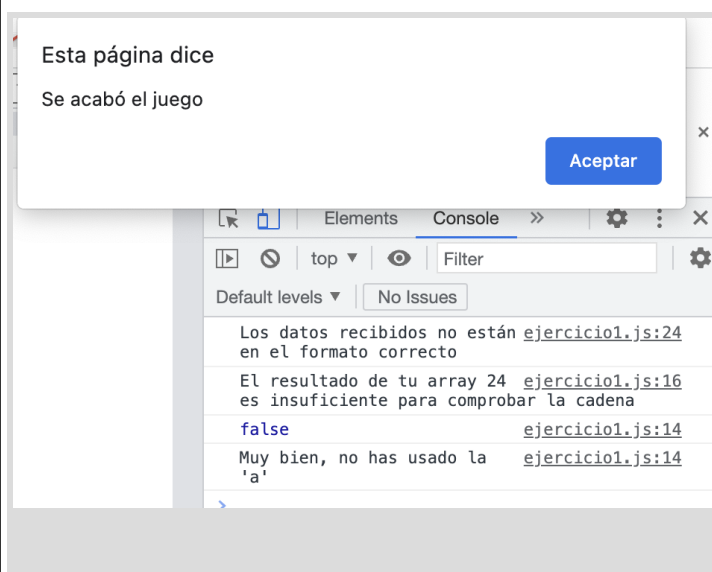 Esta página dice
Se acabó el juego
Aceptar
Elements Console
top Filter
Default levels No Issues
Los datos recibidos no están ejercicio1.js:24
en el formato correcto
El resultado de tu array 24 ejercicio1.js:16
es insuficiente para comprobar la cadena
false ejercicio1.js:14
Muy bien, no has usado la ejercicio1.js:14
'a'